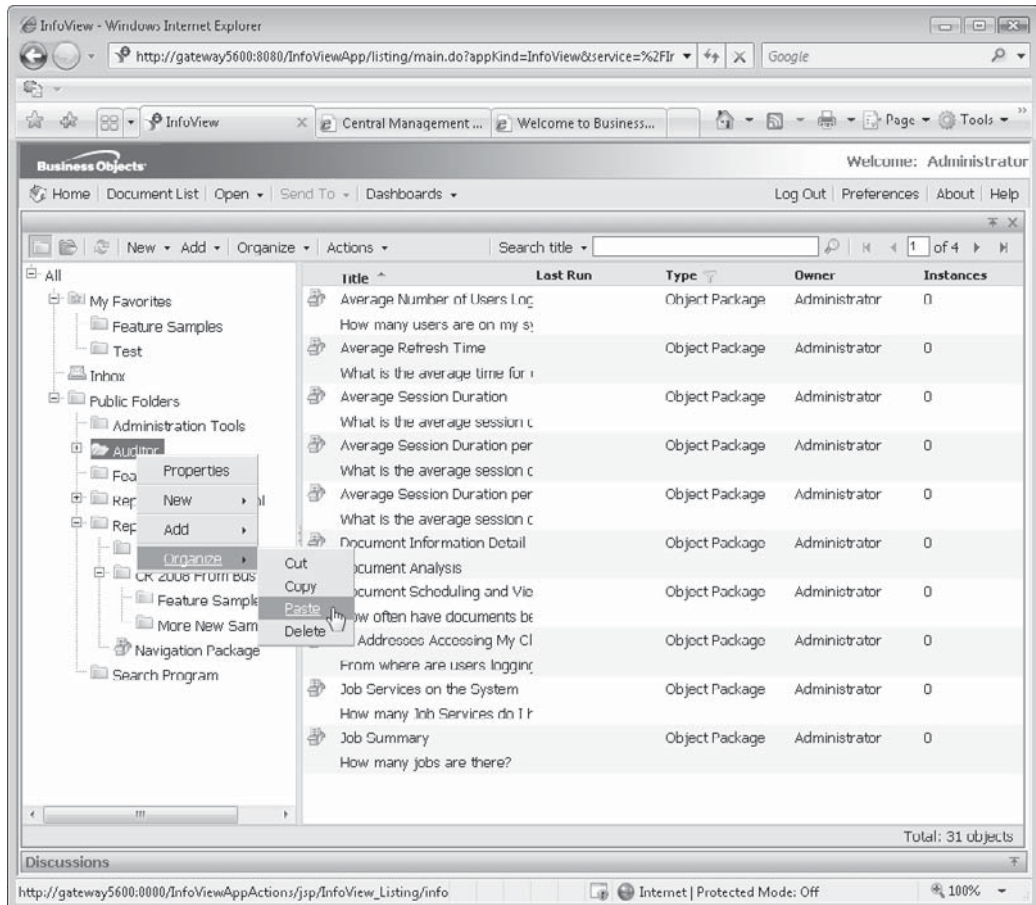 InfoView - Windows Internet Explorer
http://gateway5600:8080/InfoViewApp/listing/main.do?appKind=InfoView&service=%2FIr
Google
InfoView
Central Management ...
Welcome to Business...
Page
Tools
Business Objects
Welcome: Administrator
Home
Document List
Open
Send To
Dashboards
Log Out
Preferences
About
Help
New
Add
Organize
Actions
Search title
1 of 4
All
My Favorites
Feature Samples
Test
Inbox
Public Folders
Administration Tools
Auditor
Fea
Rep
Rep
CR 2008 From Bus
Feature Sample
More New Sam
Navigation Package
Search Program
Properties
New
Add
Organize
Cut
Copy
Paste
Delete
Title Last Run Type Owner Instances
Average Number of Users Log Object Package Administrator 0
How many users are on my sy
Average Refresh Time Object Package Administrator 0
What is the average time for
Average Session Duration Object Package Administrator 0
What is the average session
Average Session Duration per Object Package Administrator 0
What is the average session
Average Session Duration per Object Package Administrator 0
What is the average session
Document Information Detail Object Package Administrator 0
ocument Analysis
ocument Scheduling and Vie Object Package Administrator 0
ow often have documents be
Addresses Accessing My Cl Object Package Administrator 0
From where are users logging
Job Services on the System Object Package Administrator 0
How many Job Services do I h
Job Summary Object Package Administrator 0
How many jobs are there?
Total: 31 objects
Discussions
http://gateway5600:8080/InfoViewAppActions/jsp/InfoView_Listing/info
Internet | Protected Mode: Off
100%